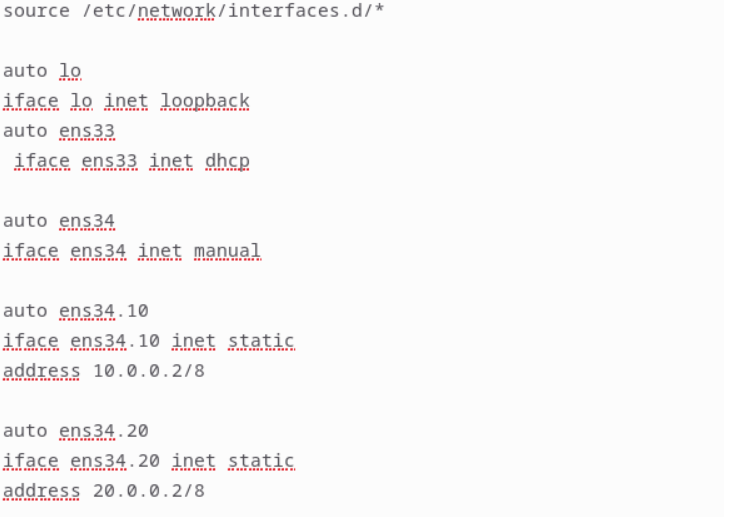 source /etc/network/interfaces.d/*
auto lo
iface lo inet loopback
auto ens33
iface ens33 inet dhcp
auto ens34
iface ens34 inet manual
auto ens34.10
iface ens34.10 inet static
address 10.0.0.2/8
auto ens34.20
iface ens34.20 inet static
address 20.0.0.2/8